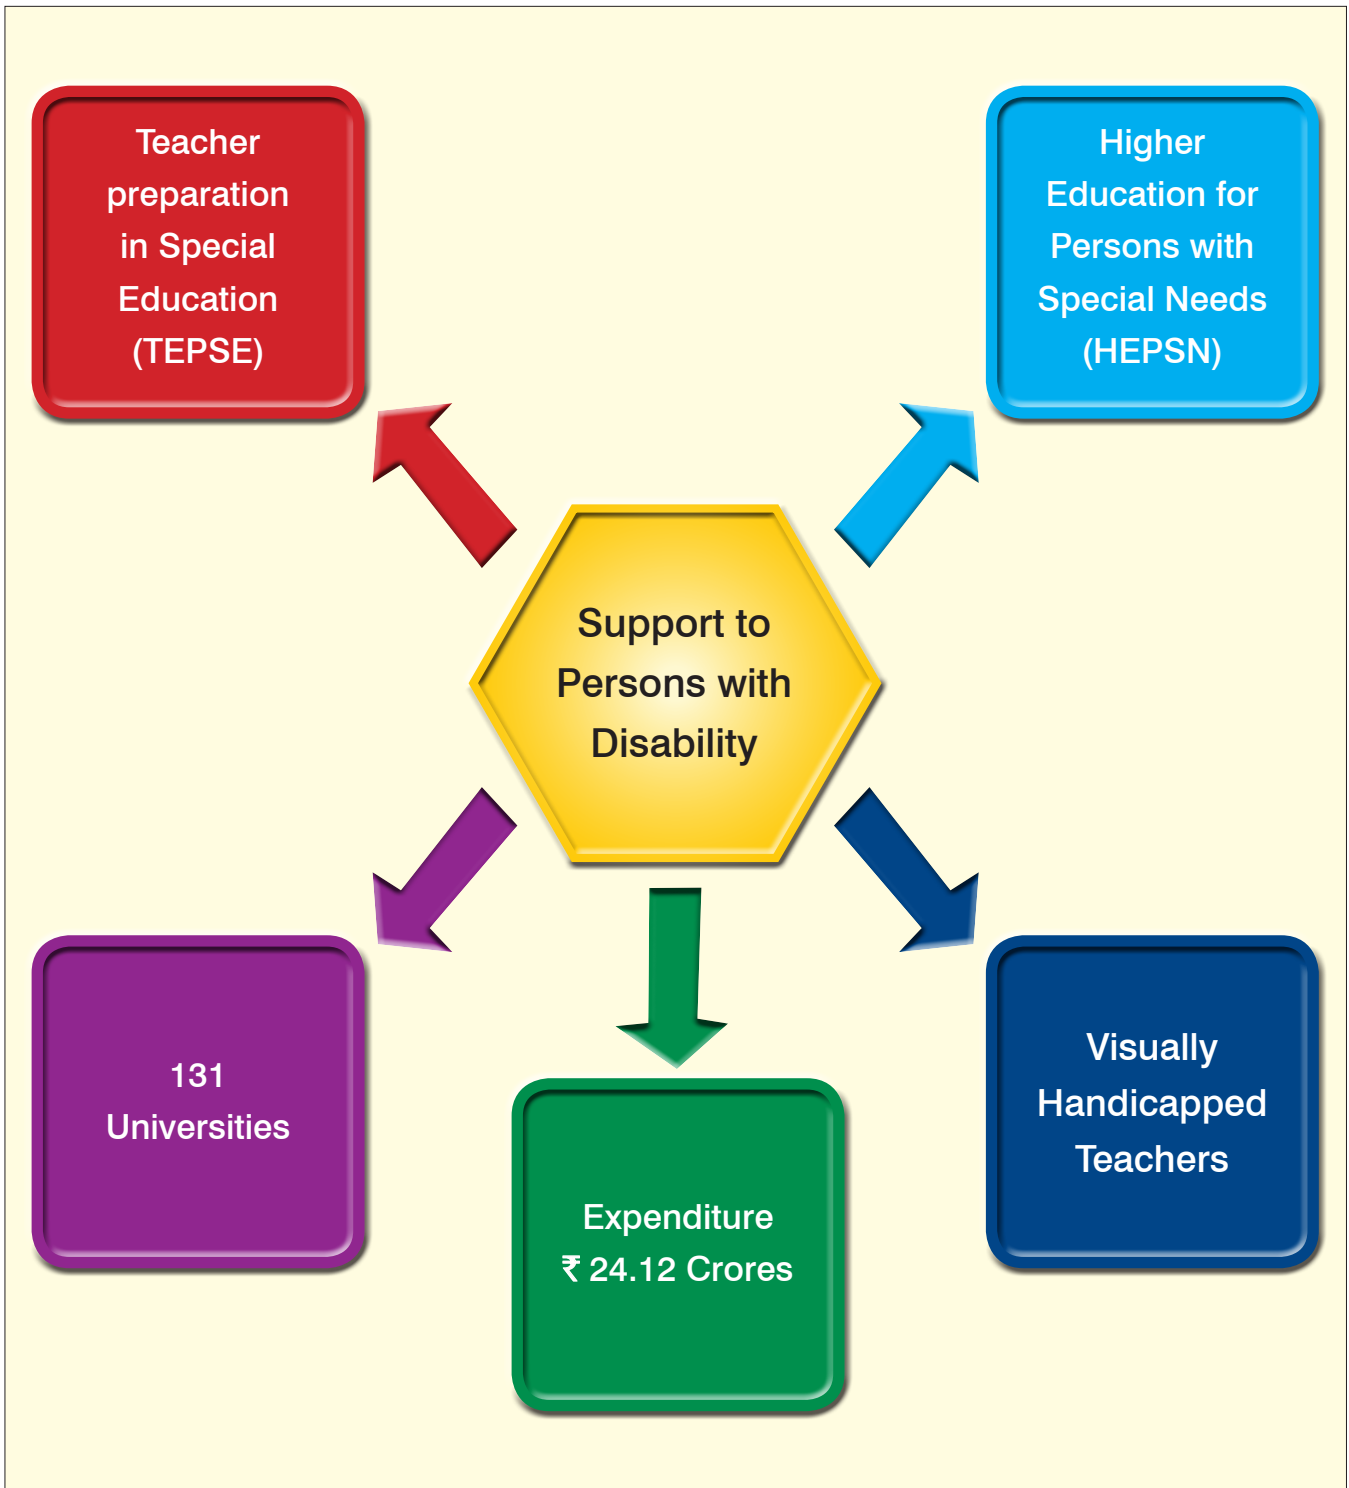 Teacher
preparation
in Special
Education
(TEPSE)
Higher
Education for
Persons with
Special Needs
(HEPSN)
Support to
Persons with
Disability
131
Universities
Expenditure
₹ 24.12 Crores
Visually
Handicapped
Teachers